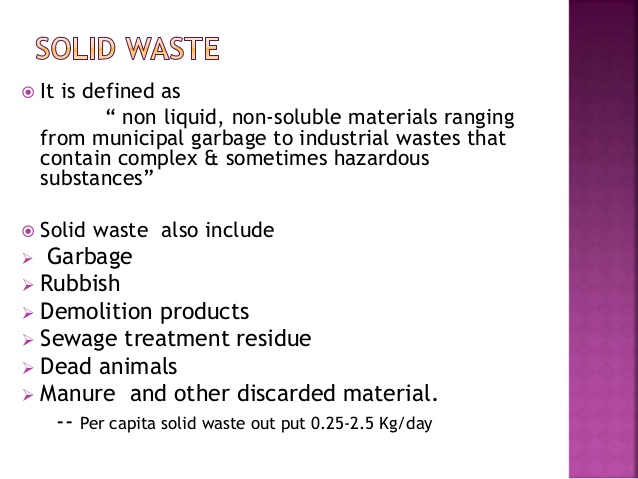 SOLID WASTE
It is defined as
“ non liquid, non-soluble materials ranging
from municipal garbage to industrial wastes that
contain complex & sometimes hazardous
substances”
Solid waste  also include
Garbage
Rubbish
Demolition products
Sewage treatment residue
Dead animals
Manure  and other discarded material.
-- Per capita solid waste out put 0.25-2.5 Kg/day